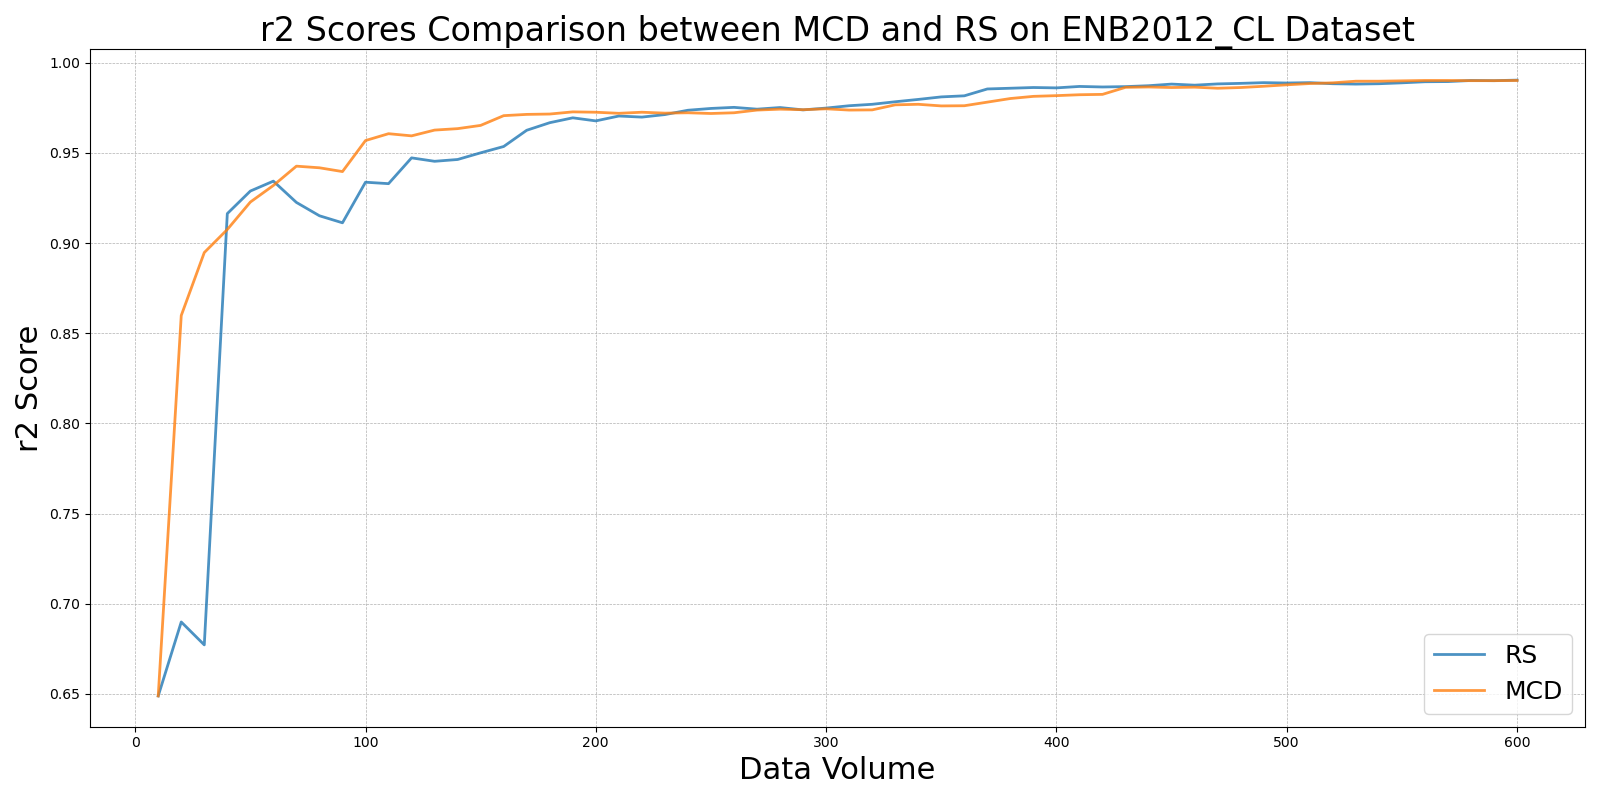 r2 Scores Comparison between MCD and RS on ENB2012_CL Dataset
1.00
0.95
0.90
0.85
0.80
0.75
0.70
0.65
r2 Score
RS
MCD
0 100 200 300 400 500 600
Data Volume